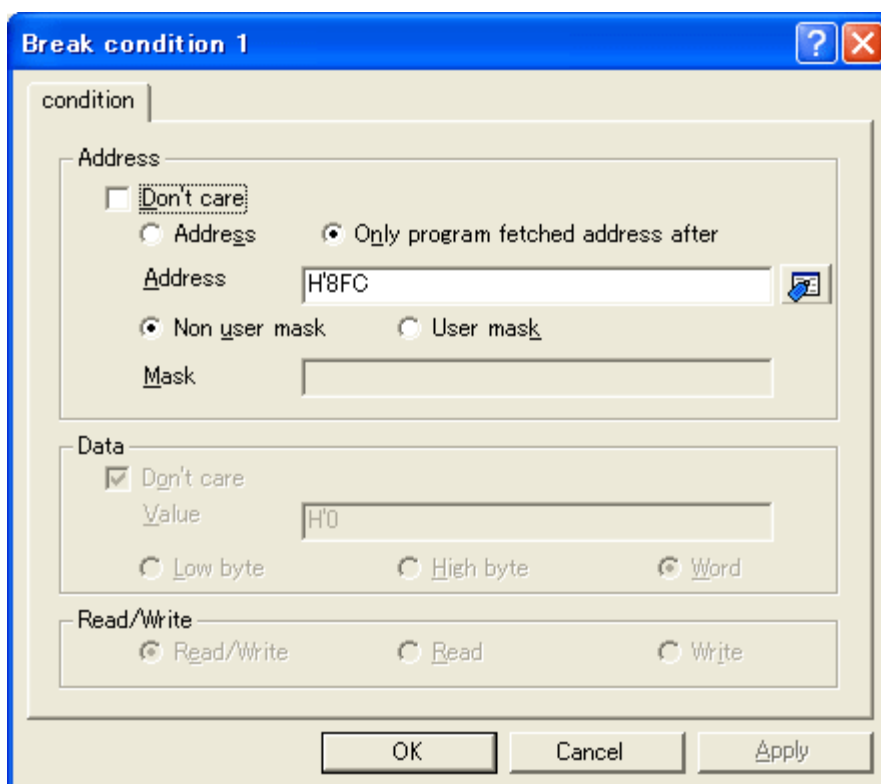 Break condition 1
condition
Address
Don't care
Address Only program fetched address after
Address H'8FC
Non user mask User mask
Mask
Data
Don't care
Value H'0
Low byte High byte Word
Read/Write
Read/Write Read Write
OK Cancel Apply